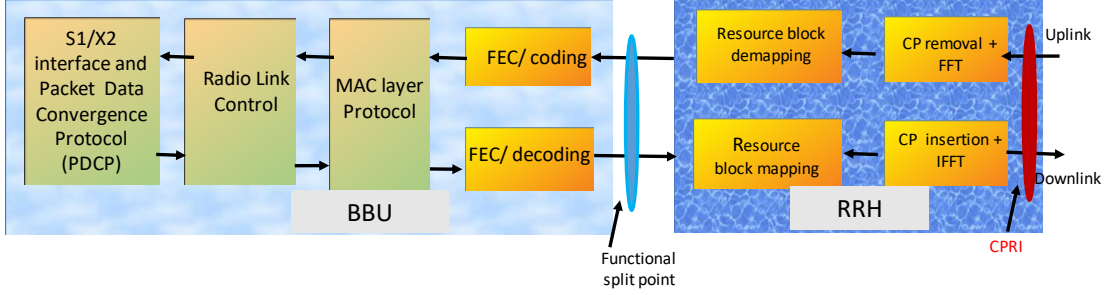 S1/X2
interface and
Packet Data
Convergence
Protocol
(PDCP)
Radio Link
Control
MAC layer
Protocol
FEC/ coding
FEC/ decoding
BBU
Functional
split point
Resource block
demapping
CP removal +
FFT
Uplink
Resource
block mapping
CP insertion +
IFFT
Downlink
RRH
CPRI